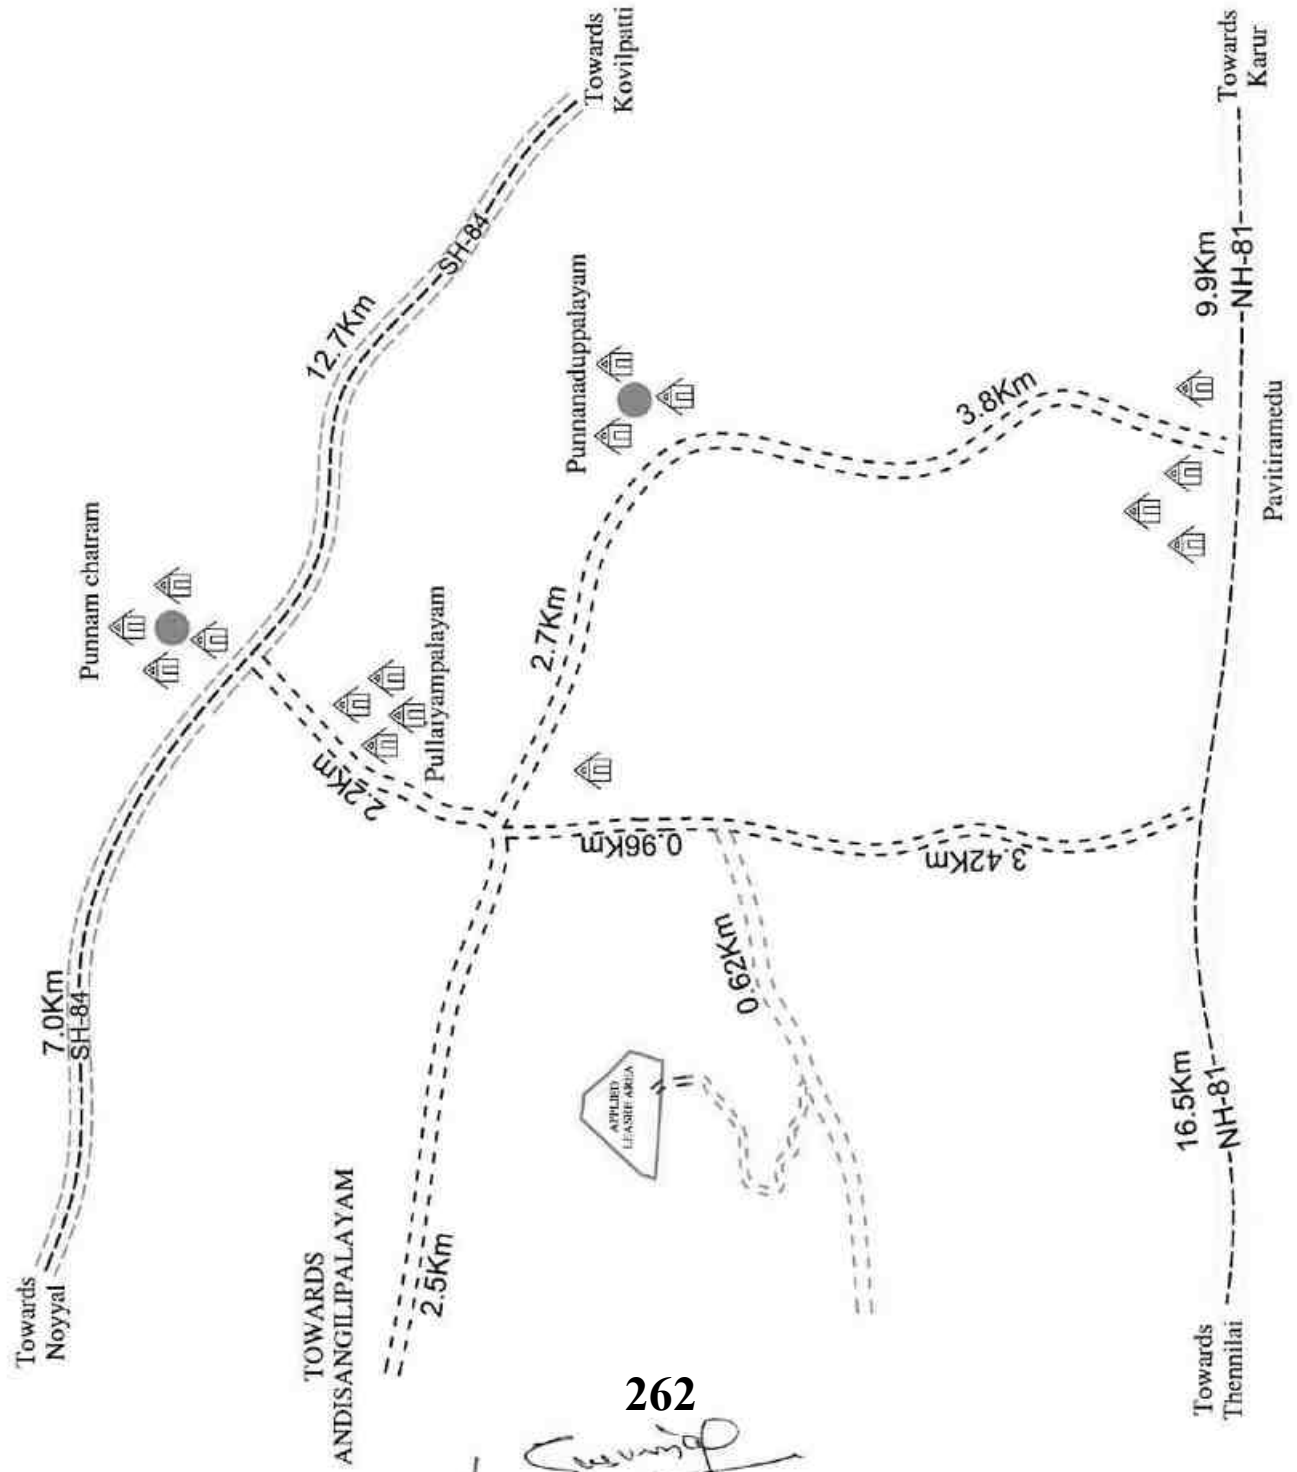 Towards
Noyyal
7.0Km
SH-84
Punnam chatram
12.7Km
SH-84
Towards
Kovilpatti
TOWARDS
ANDISANGILIPALAYAM
2.5Km
2.2Km
Pullaiyampalayam
2.7Km
Punnanaduppalayam
0.96Km
3.8Km
APPLIED
LEASEE AREA
0.62Km
3.42Km
Towards
Thennilai
16.5Km
NH-81
Pavitiramedu
9.9Km
NH-81
Towards
Karur
262